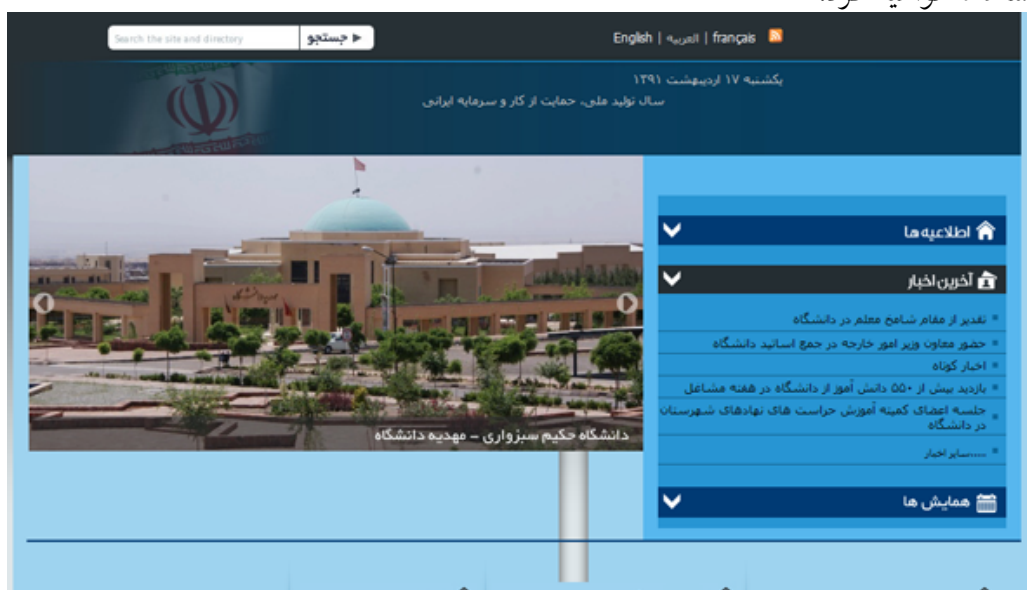 Search the site and directory
جستجو
English | العربیه | français
یکشنبه ۱۷ اردیبهشت ۱۳۹۱
سال تولید ملی، حمایت از کار و سرمایه ایرانی
اطلاعیه‌ها
آخرین اخبار
تقدیر از مقام شامخ معلم در دانشگاه
حضور معاون وزیر امور خارجه در جمع اساتید دانشگاه
اخبار کوتاه
بازدید بیش از ۵۵۰ دانش آموز از دانشگاه در هفته مشاغل
جلسه اعضای کمیته آموزش حراست های نهادهای شهرستان
در دانشگاه
.....سایر اخبار
دانشگاه حکیم سبزواری – مهدیه دانشگاه
همایش ها